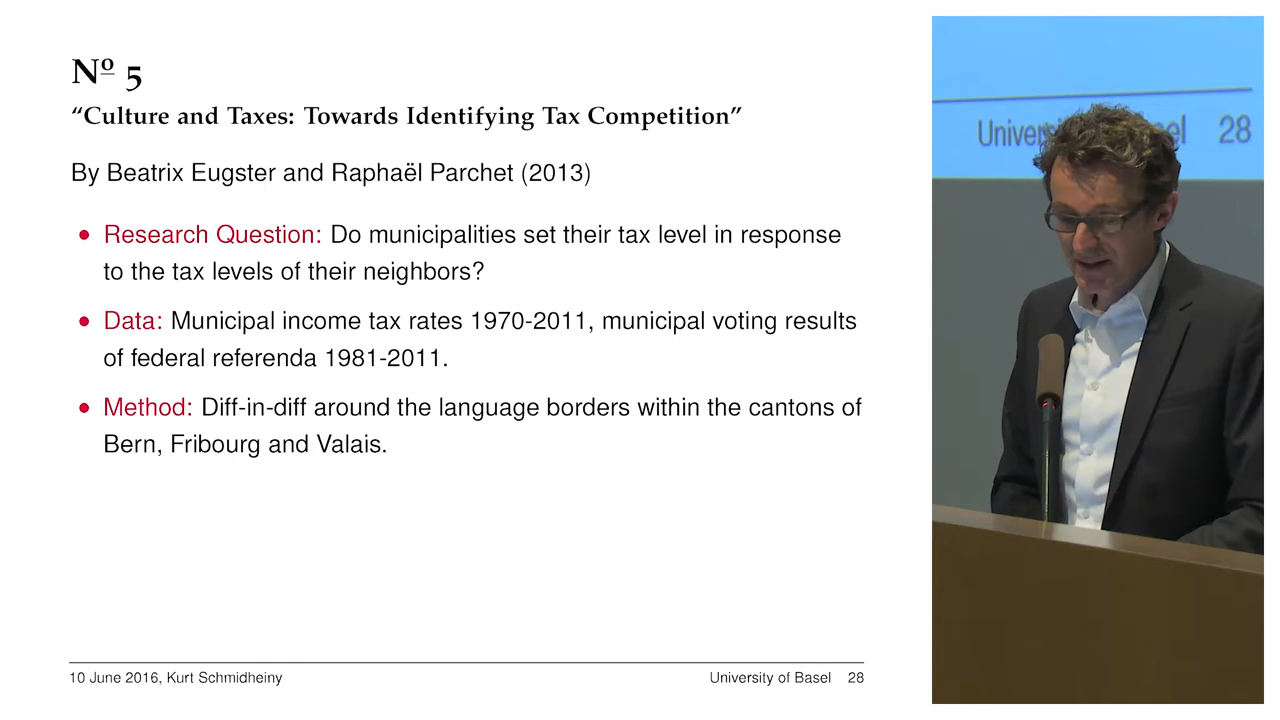 Nº 5
“Culture and Taxes: Towards Identifying Tax Competition”
By Beatrix Eugster and Raphaël Parchet (2013)
• Research Question: Do municipalities set their tax level in response
to the tax levels of their neighbors?
• Data: Municipal income tax rates 1970-2011, municipal voting results
of federal referenda 1981-2011.
• Method: Diff-in-diff around the language borders within the cantons of
Bern, Fribourg and Valais.
10 June 2016, Kurt Schmidheiny
University of Basel 28
28